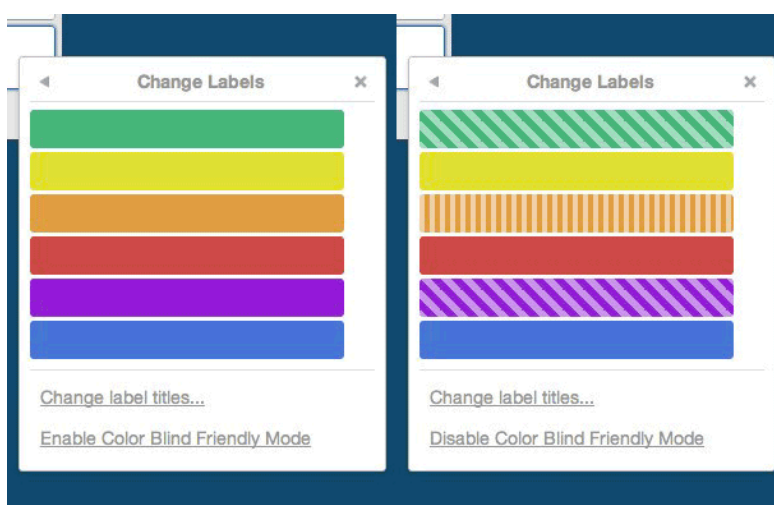 Change Labels
Change label titles...
Enable Color Blind Friendly Mode
Change Labels
Change label titles...
Disable Color Blind Friendly Mode